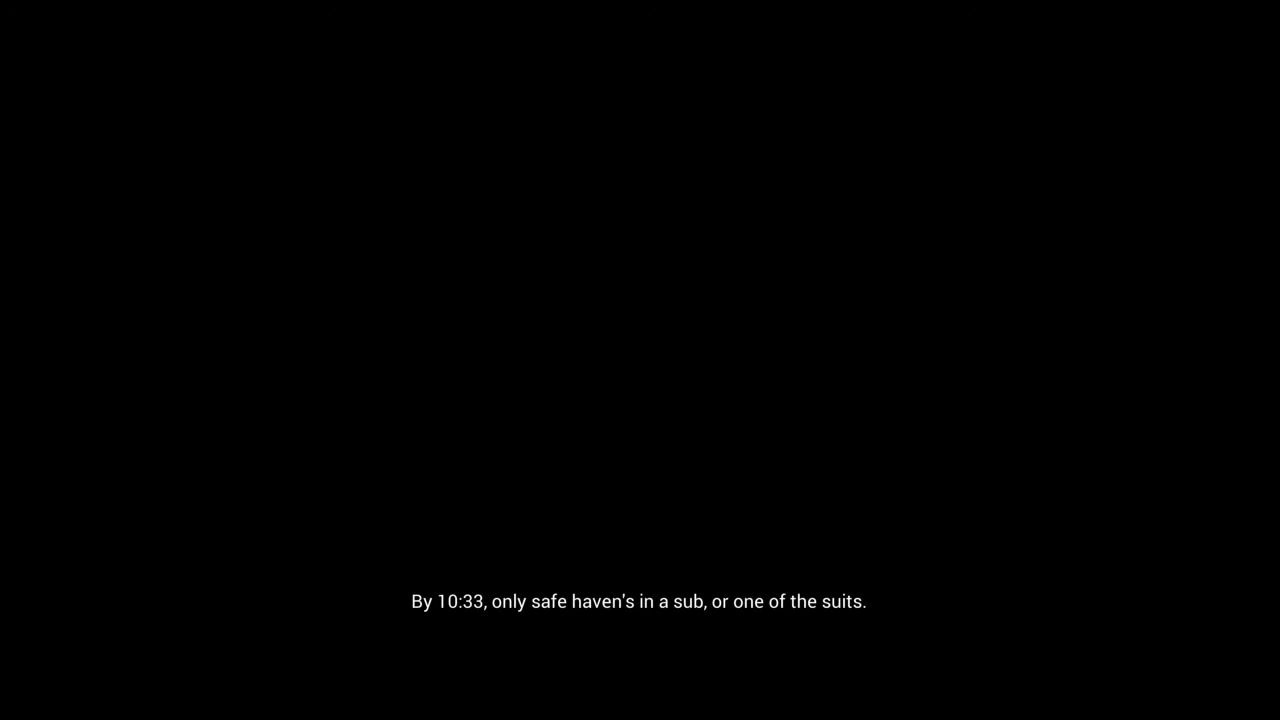 By 10:33, only safe haven's in a sub, or one of the suits.